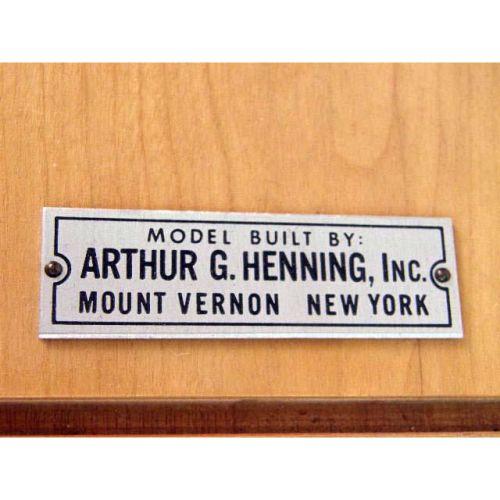 MODEL BUILT BY:
ARTHUR G. HENNING, INC.
MOUNT VERNON NEW YORK